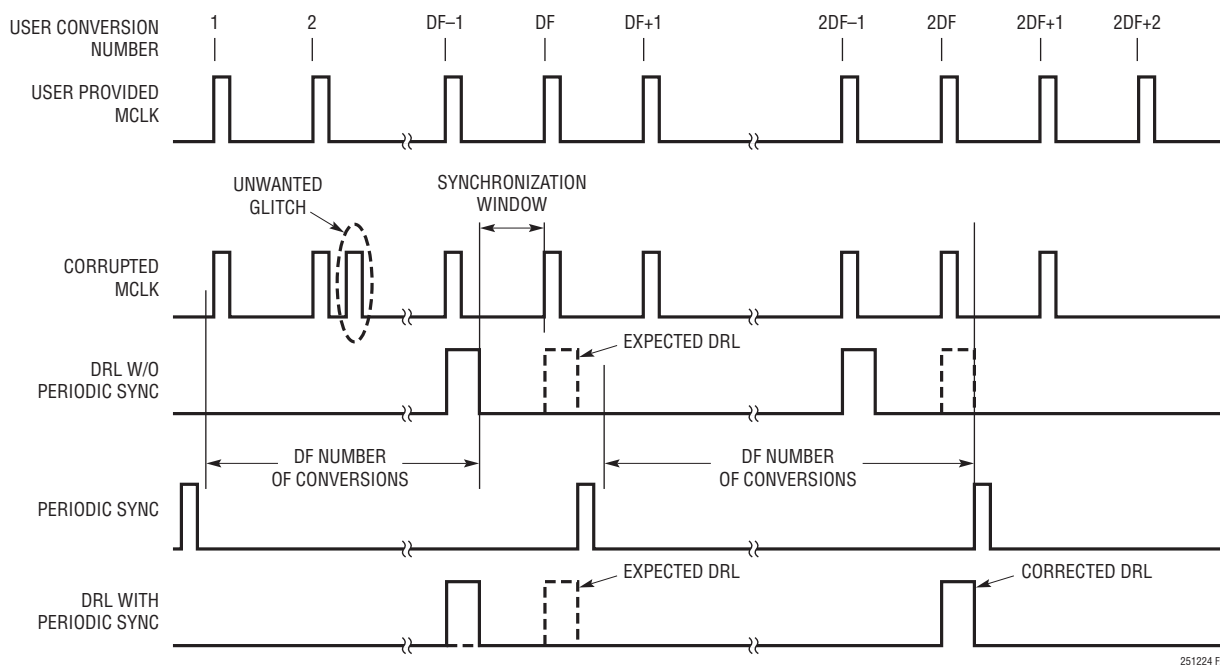 USER CONVERSION
NUMBER
1
2
DF–1
DF
DF+1
2DF–1
2DF
2DF+1
2DF+2
USER PROVIDED
MCLK
UNWANTED
GLITCH
SYNCHRONIZATION
WINDOW
CORRUPTED
MCLK
EXPECTED DRL
DRL W/O
PERIODIC SYNC
DF NUMBER
OF CONVERSIONS
DF NUMBER
OF CONVERSIONS
PERIODIC SYNC
EXPECTED DRL
CORRECTED DRL
DRL WITH
PERIODIC SYNC